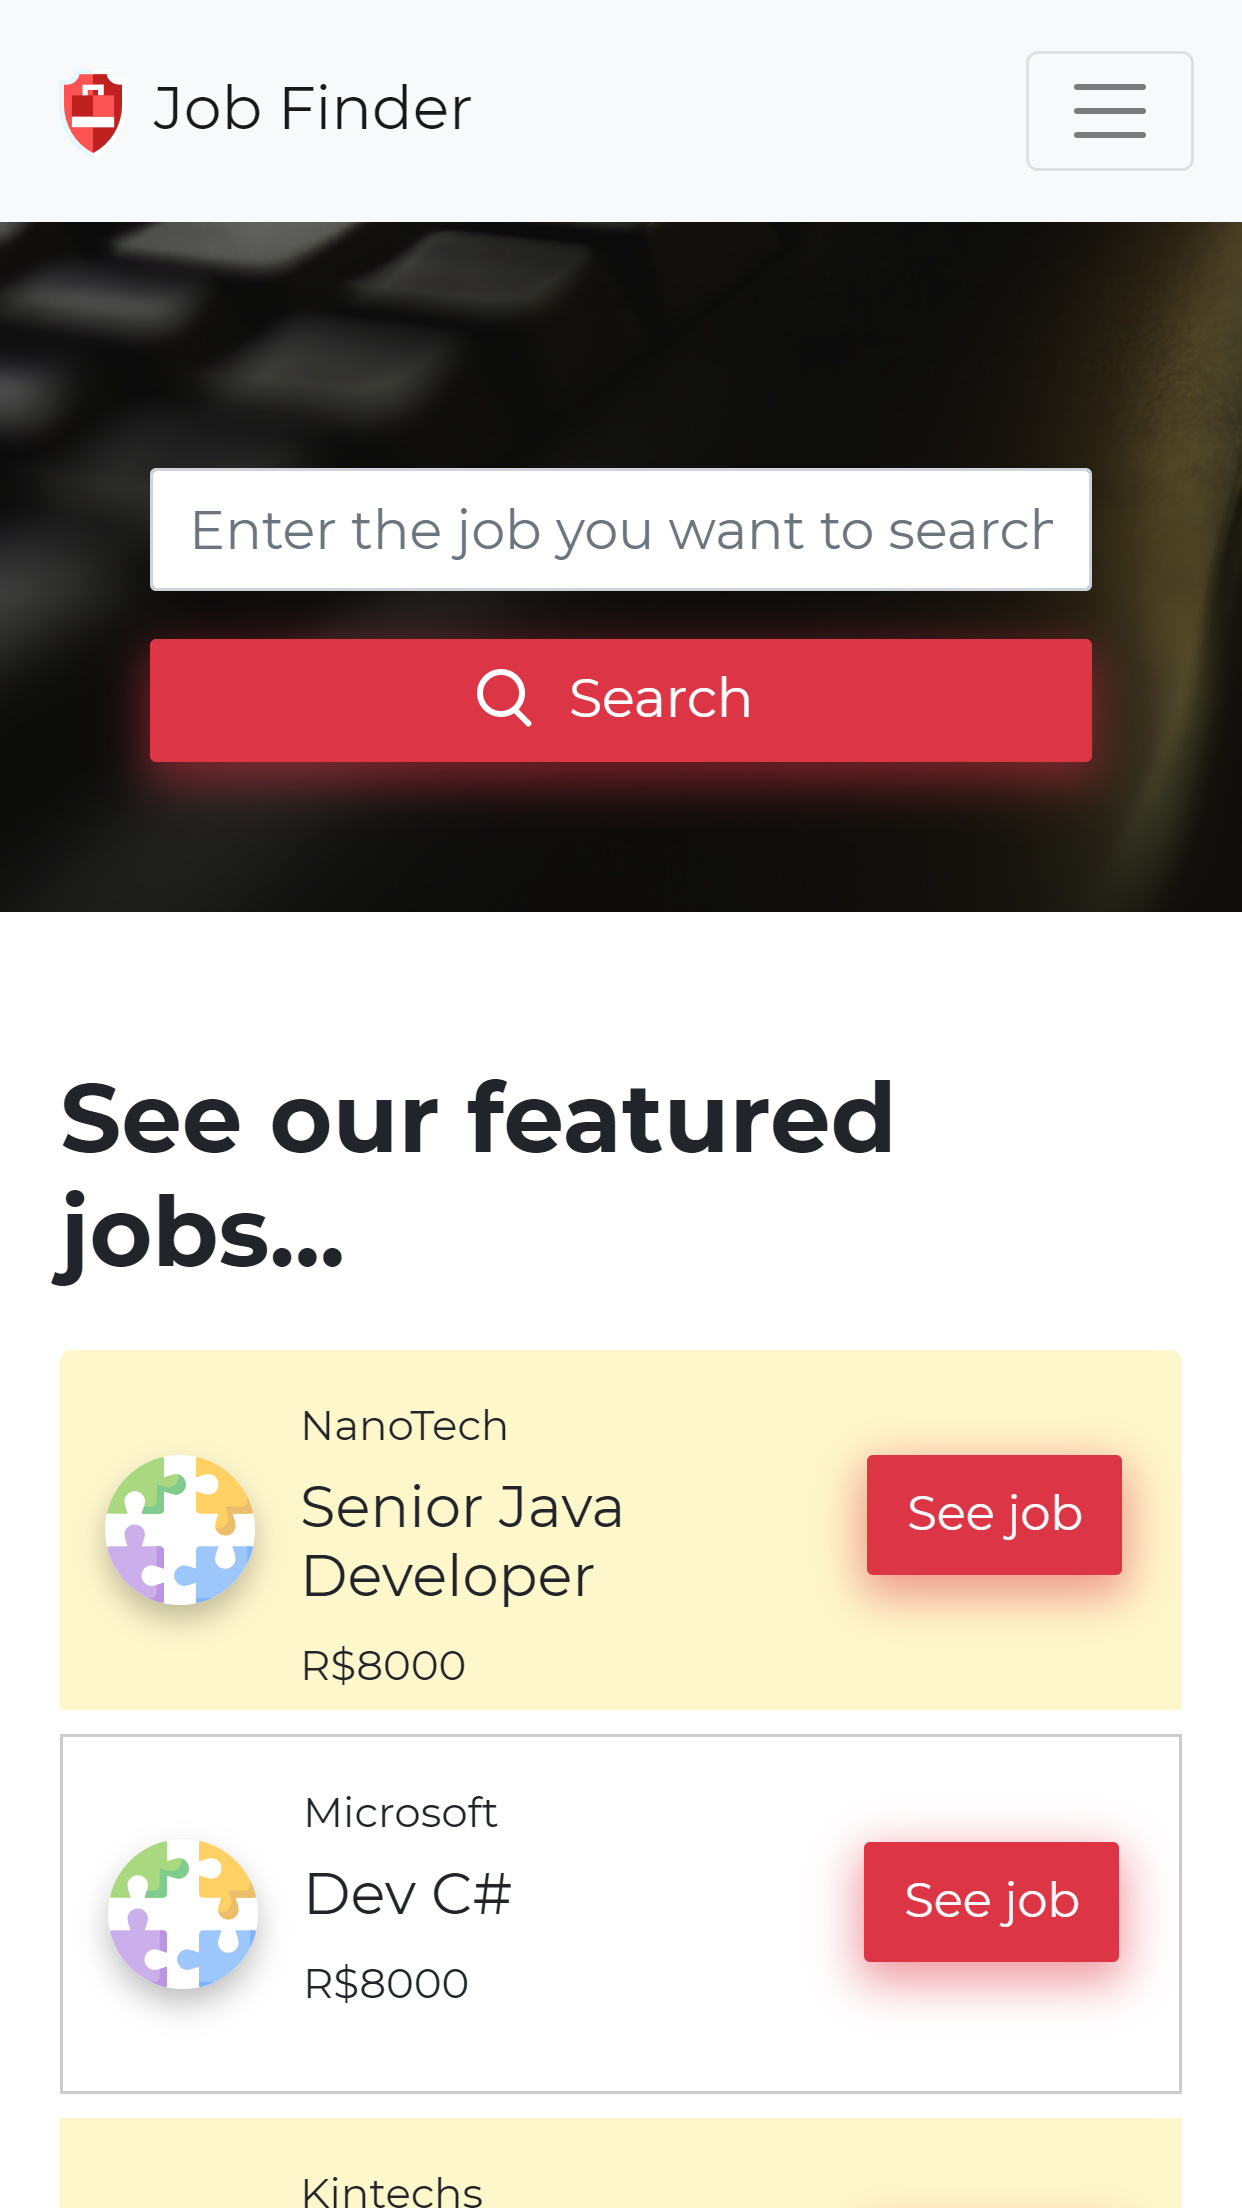 Job Finder
Enter the job you want to search
Search
See our featured
jobs...
NanoTech
Senior Java
Developer
R$8000
See job
Microsoft
Dev C#
R$8000
See job
Kintechs